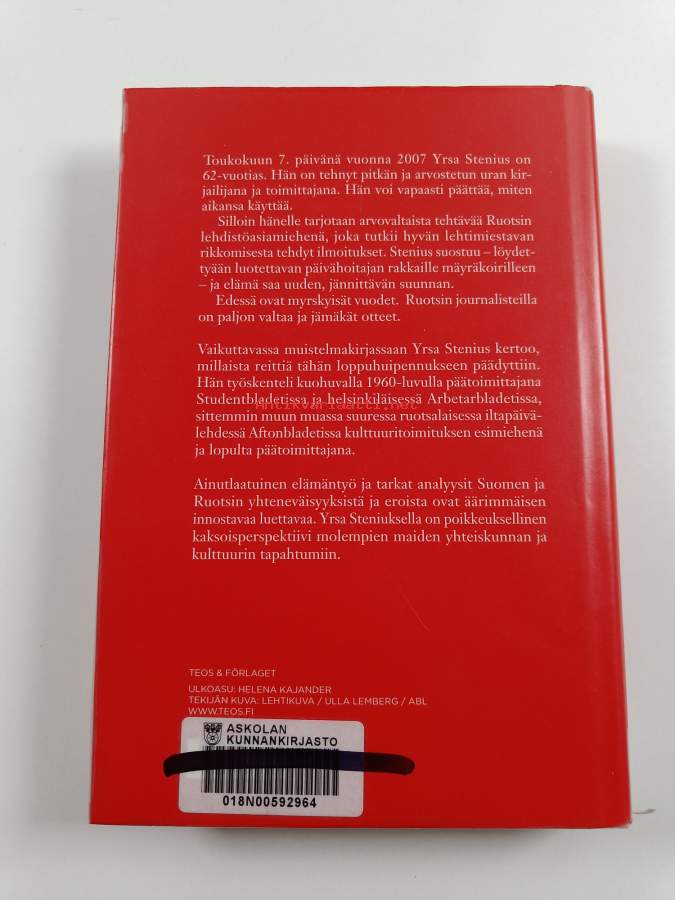 Toukokuun 7. päivänä vuonna 2007 Yrsa Stenius on
62-vuotias. Hän on tehnyt pitkän ja arvostetun uran kir-
jailijana ja toimittajana. Hän voi vapaasti päättää, miten
aikansa käyttää.
Silloin hänelle tarjotaan arvovaltaista tehtävää Ruotsin
lehdistöasiamiehenä, joka tutkii hyvän lehtimiestavan
rikkomisesta tehdyt ilmoitukset. Stenius suostuu – löydet-
tyään luotettavan päivähoitajan rakkaille mäyräkoirilleen
– ja elämä saa uuden, jännittävän suunnan.
Edessä ovat myrskyisät vuodet. Ruotsin journalisteilla
on paljon valtaa ja jämäkät otteet.
Vaikuttavassa muistelmakirjassaan Yrsa Stenius kertoo,
millaista reittiä tähän loppuhuipennukseen päädyttiin.
Hän työskenteli kuohuvalla 1960-luvulla päätoimittajana
Studentbladetissa ja helsinkiläisessä Arbetarbladetissa,
antikvariaatti.net
sittemmin muun muassa suuressa ruotsalaisessa iltapäivä-
lehdessä Aftonbladetissa kulttuuritoimituksen esimiehenä
ja lopulta päätoimittajana.
Ainutlaatuinen elämäntyö ja tarkat analyysit Suomen ja
Ruotsin yhteneväisyyksistä ja eroista ovat äärimmäisen
innostavaa luettavaa. Yrsa Steniuksella on poikkeuksellinen
kaksoisperspektiivi molempien maiden yhteiskunnan ja
kulttuurin tapahtumiin.
TEOS & FÖRLAGET
ULKOASU: HELENA KAJANDER
TEKIJÄN KUVA: LEHTIKUVA / ULLA LEMBERG / ABL
WWW.TEOS.FI
ASKOLAN
KUNNANKIRJASTO
018N00592964